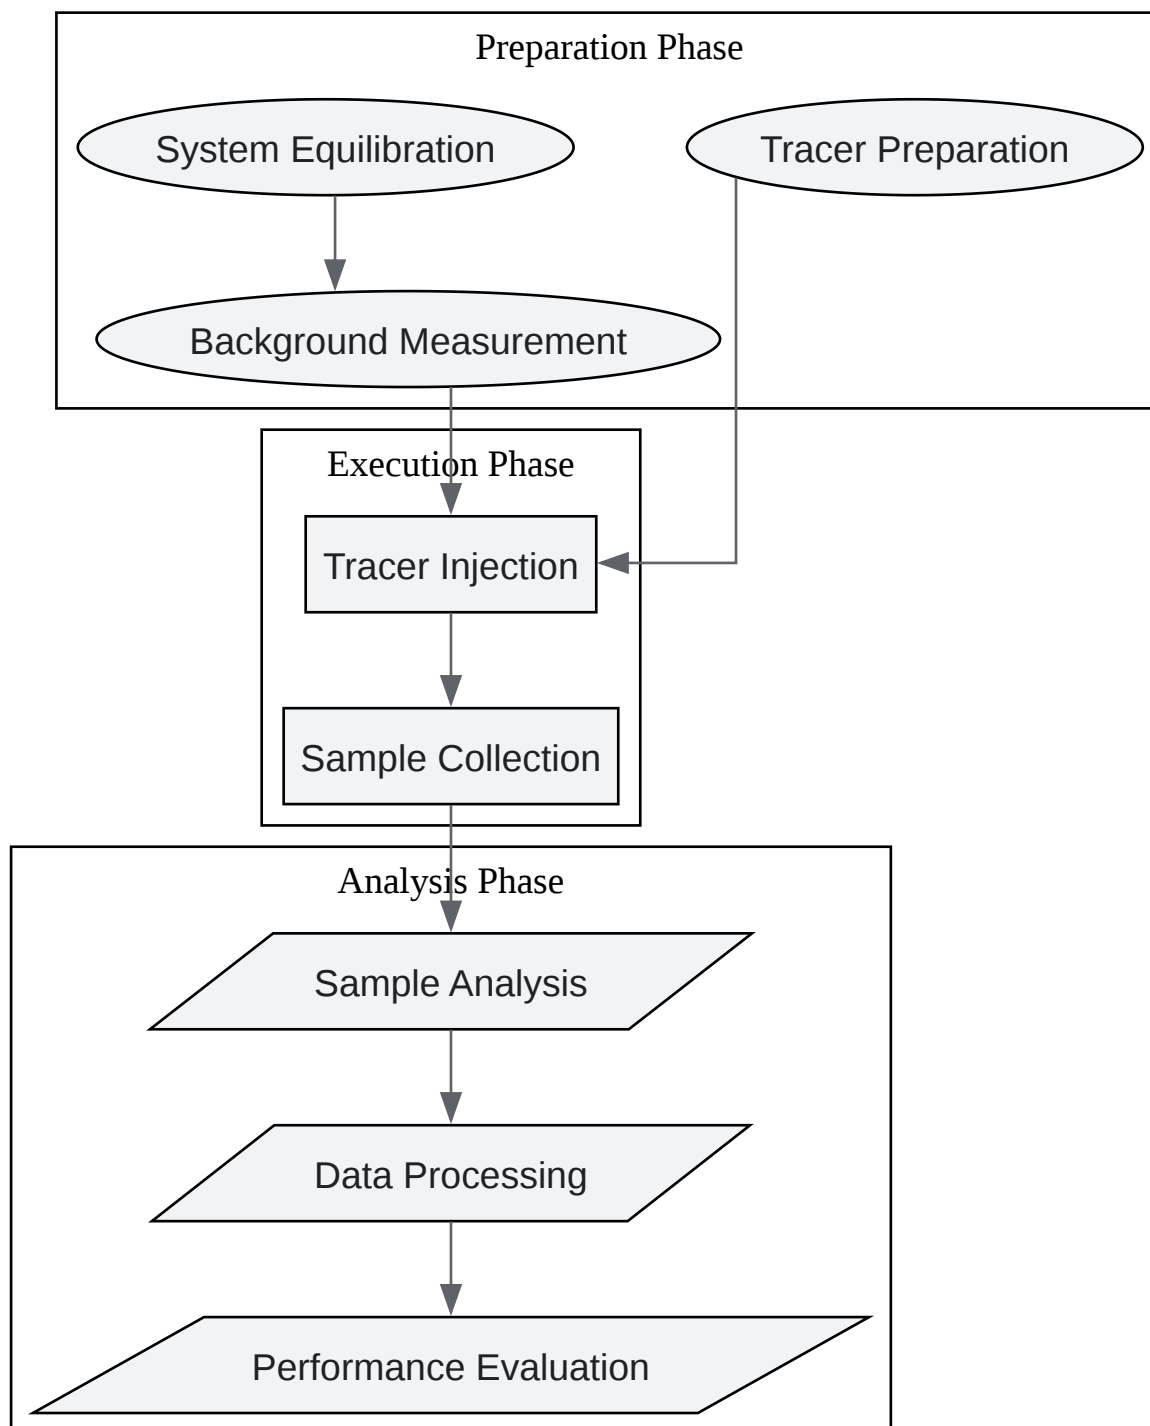 Preparation Phase
System Equilibration
Tracer Preparation
Background Measurement
Execution Phase
Tracer Injection
Sample Collection
Analysis Phase
Sample Analysis
Data Processing
Performance Evaluation